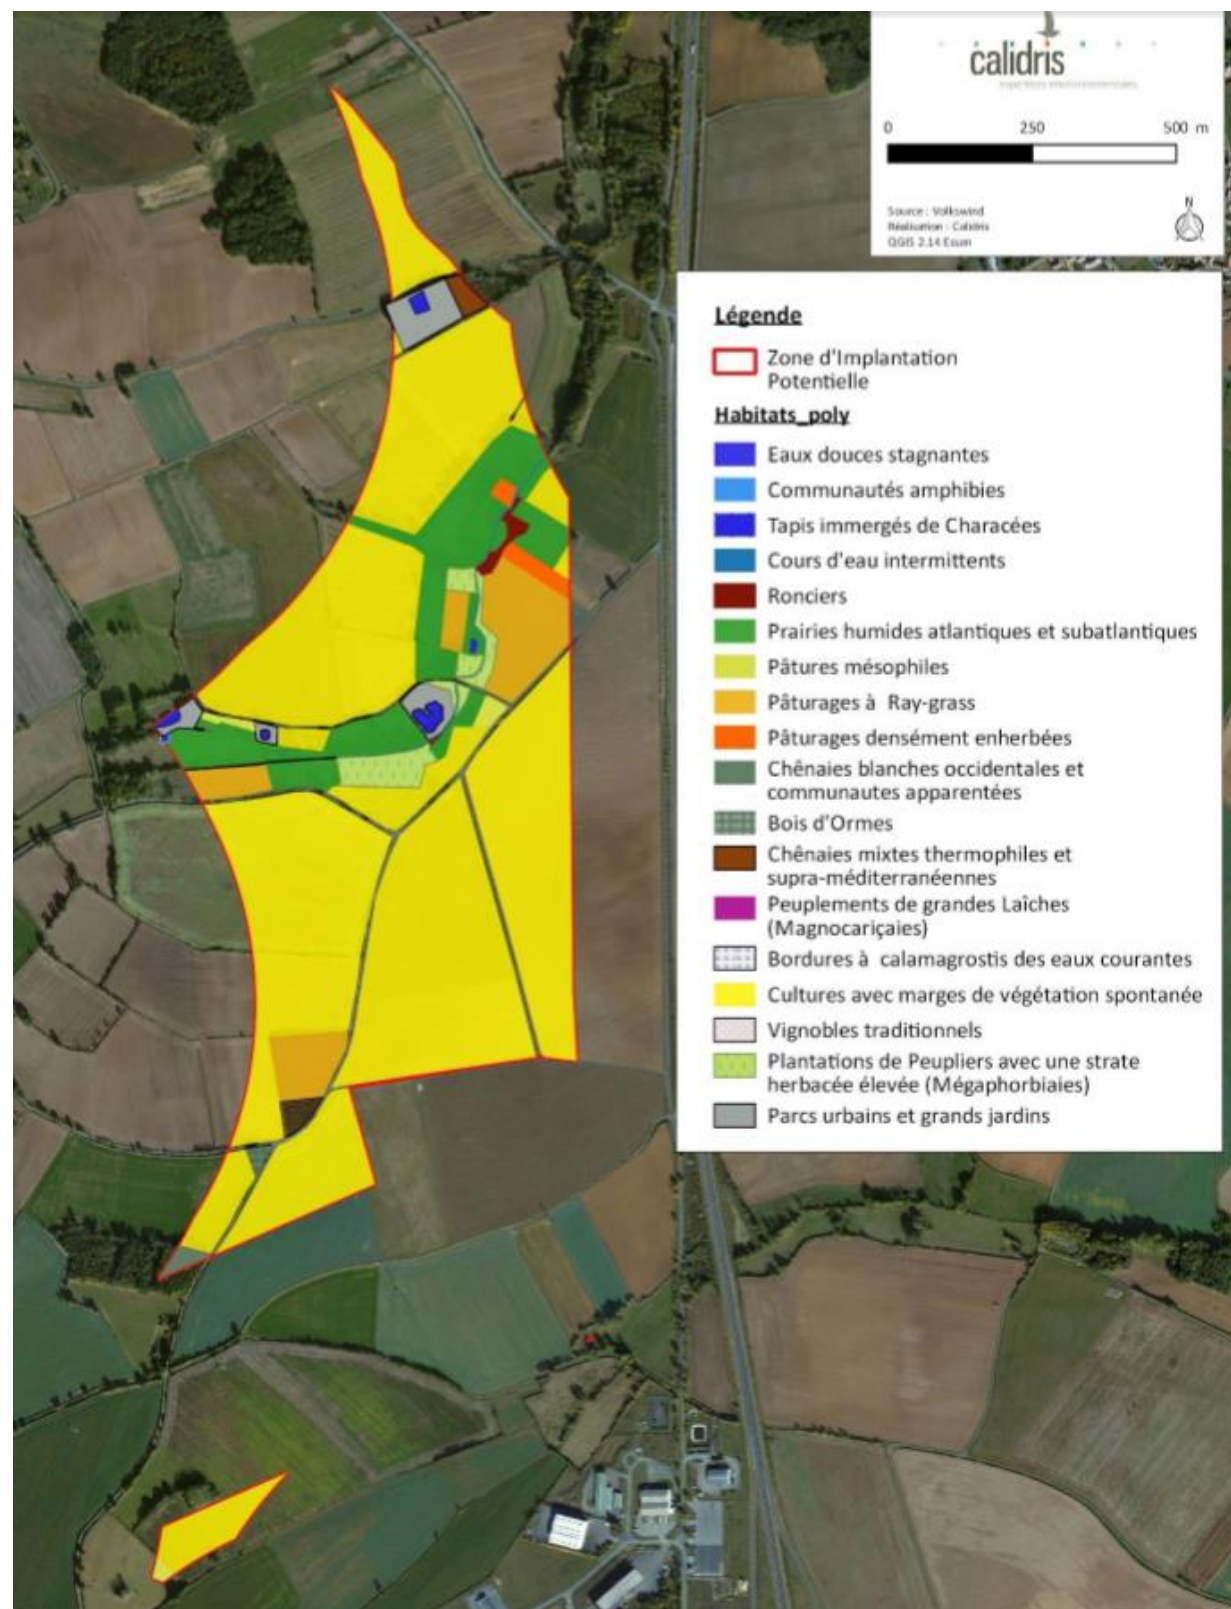 calidris
expertises environnementales
0 250 500 m
Source : Volkswind
Réalisation : Calidris
QGIS 2.14 Essen
N
Légende
Zone d'Implantation
Potentielle
Habitats_poly
Eaux douces stagnantes
Communautés amphibies
Tapis immergés de Characées
Cours d'eau intermittents
Ronciers
Prairies humides atlantiques et subatlantiques
Pâtures mésophiles
Pâturages à Ray-grass
Pâturages densément enherbées
Chênaies blanches occidentales et
communautes apparentées
Bois d'Ormes
Chênaies mixtes thermophiles et
supra-méditerranéennes
Peuplements de grandes Laîches
(Magnocariçaies)
Bordures à calamagrostis des eaux courantes
Cultures avec marges de végétation spontanée
Vignobles traditionnels
Plantations de Peupliers avec une strate
herbacée élevée (Mégaphorbiaies)
Parcs urbains et grands jardins